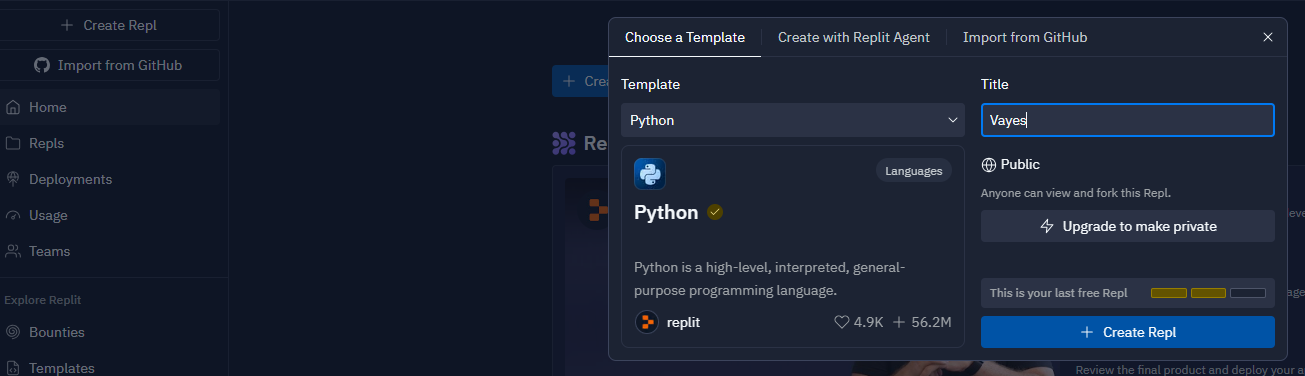 Create Repl
Import from GitHub
Home
Repls
Deployments
Usage
Teams
Explore Replit
Bounties
Templates
Choose a Template
Create with Replit Agent
Import from GitHub
Template
Python
Languages
Python
Python is a high-level, interpreted, general-
purpose programming language.
replit
4.9K
56.2M
Title
Vayes
Public
Anyone can view and fork this Repl.
Upgrade to make private
This is your last free Repl
Create Repl
Review the final product and deploy your a